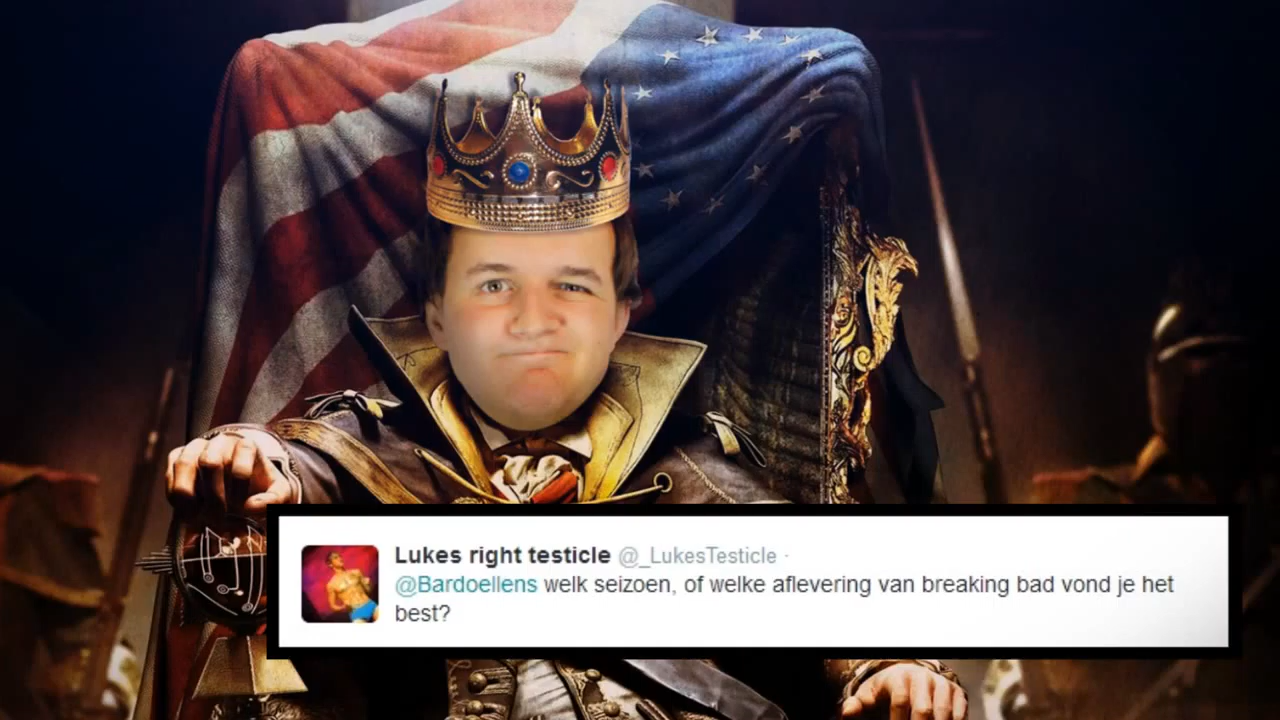 Lukes right testicle @_LukesTesticle ·
@Bardoellens welk seizoen, of welke aflevering van breaking bad vond je het
best?